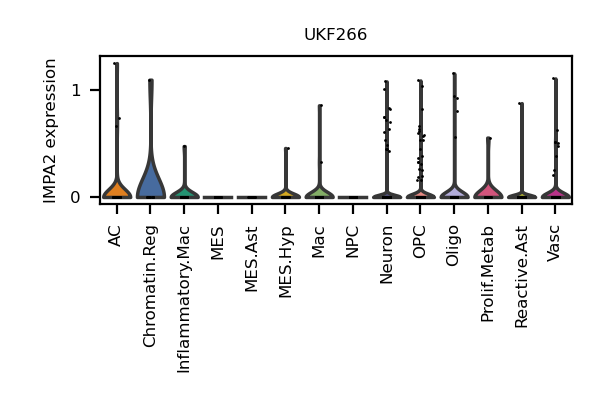 UKF266
IMPA2 expression
1
0
AC
Chromatin.Reg
Inflammatory.Mac
MES
MES.Ast
MES.Hyp
Mac
NPC
Neuron
OPC
Oligo
Prolif.Metab
Reactive.Ast
Vasc